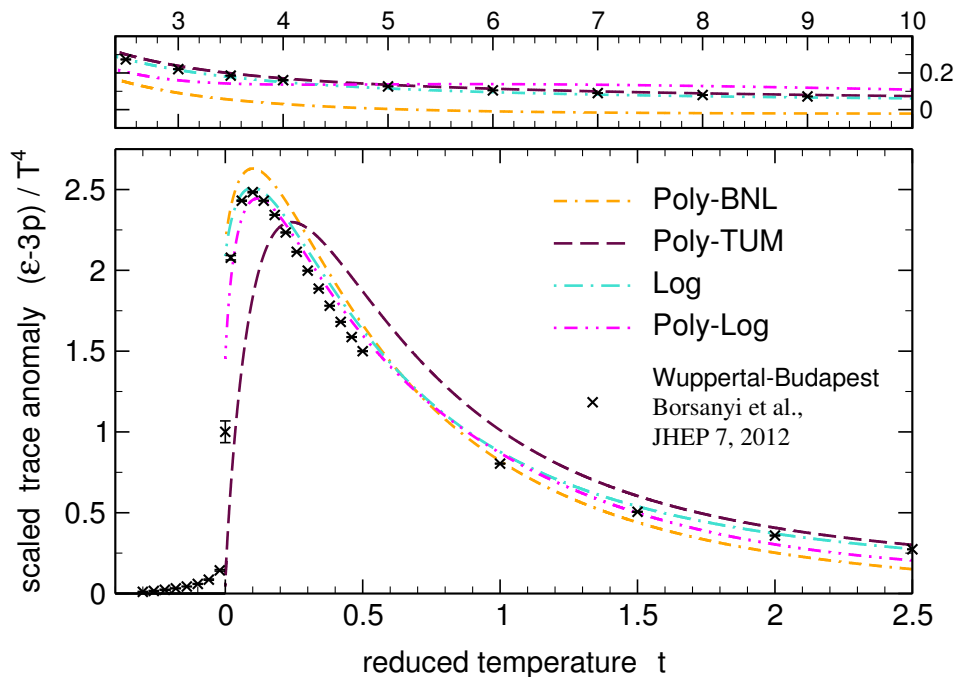 3 4 5 6 7 8 9 10
0.2
0
scaled trace anomaly (ε-3p) / T⁴
2.5
2
1.5
1
0.5
0
Poly-BNL
Poly-TUM
Log
Poly-Log
Wuppertal-Budapest
Borsanyi et al.,
JHEP 7, 2012
0 0.5 1 1.5 2 2.5
reduced temperature t